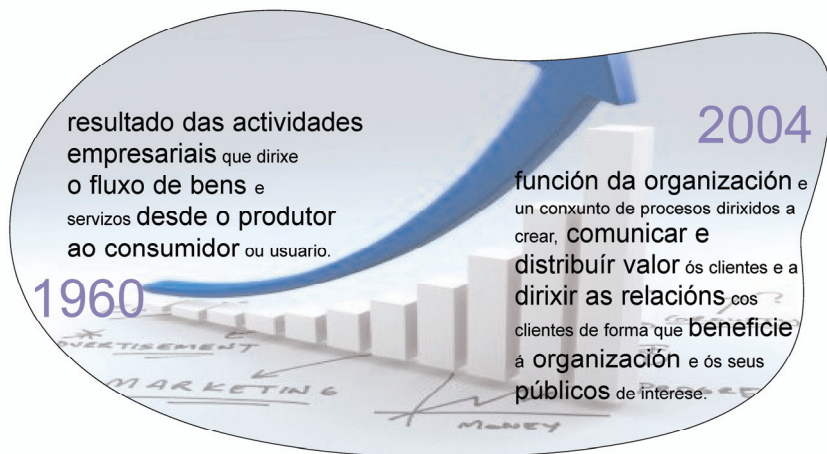 resultado das actividades
empresariais que dirixe
o fluxo de bens e
servizos desde o produtor
ao consumidor ou usuario.
1960
2004
función da organización e
un conxunto de procesos dirixidos a
crear, comunicar e
distribuír valor ós clientes e a
dirixir as relacións cos
clientes de forma que beneficie
á organización e ós seus
públicos de interese.
MARKETING
MONEY